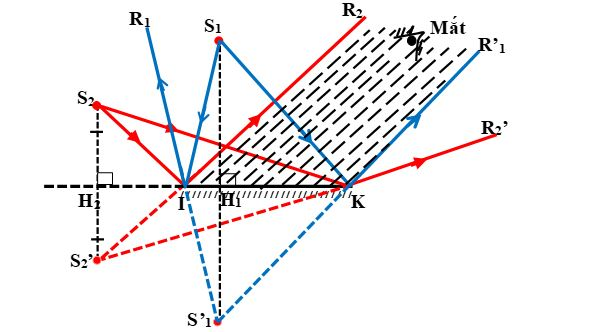 R₁
S₁
R₂
Mắt
R'₁
S₂
R₂'
H₂
I
H₁
K
S₂'
S'₁